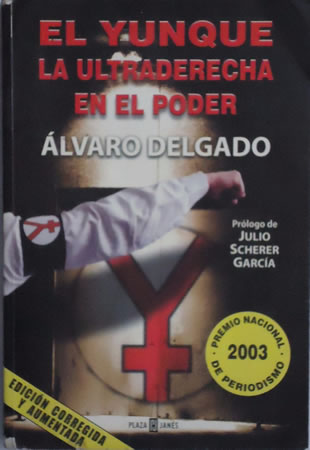 EL YUNQUE
LA ULTRADERECHA
EN EL PODER
ÁLVARO DELGADO
Prólogo de
JULIO
SCHERER
GARCÍA
PREMIO NACIONAL
2003
DE PERIODISMO
EDICIÓN CORREGIDA
Y AUMENTADA
PLAZA JANÉS